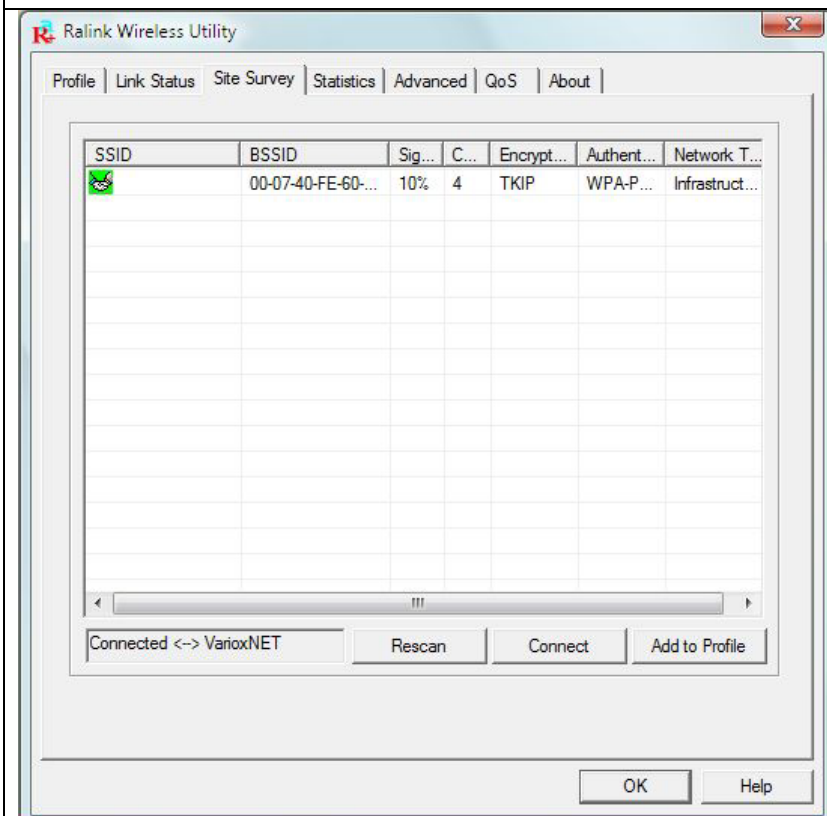 Ralink Wireless Utility
Profile Link Status Site Survey Statistics Advanced QoS About
SSID BSSID Sig... C... Encrypt... Authent... Network T...
00-07-40-FE-60-... 10% 4 TKIP WPA-P... Infrastruct...
Connected <--> VarioxNET Rescan Connect Add to Profile
OK Help